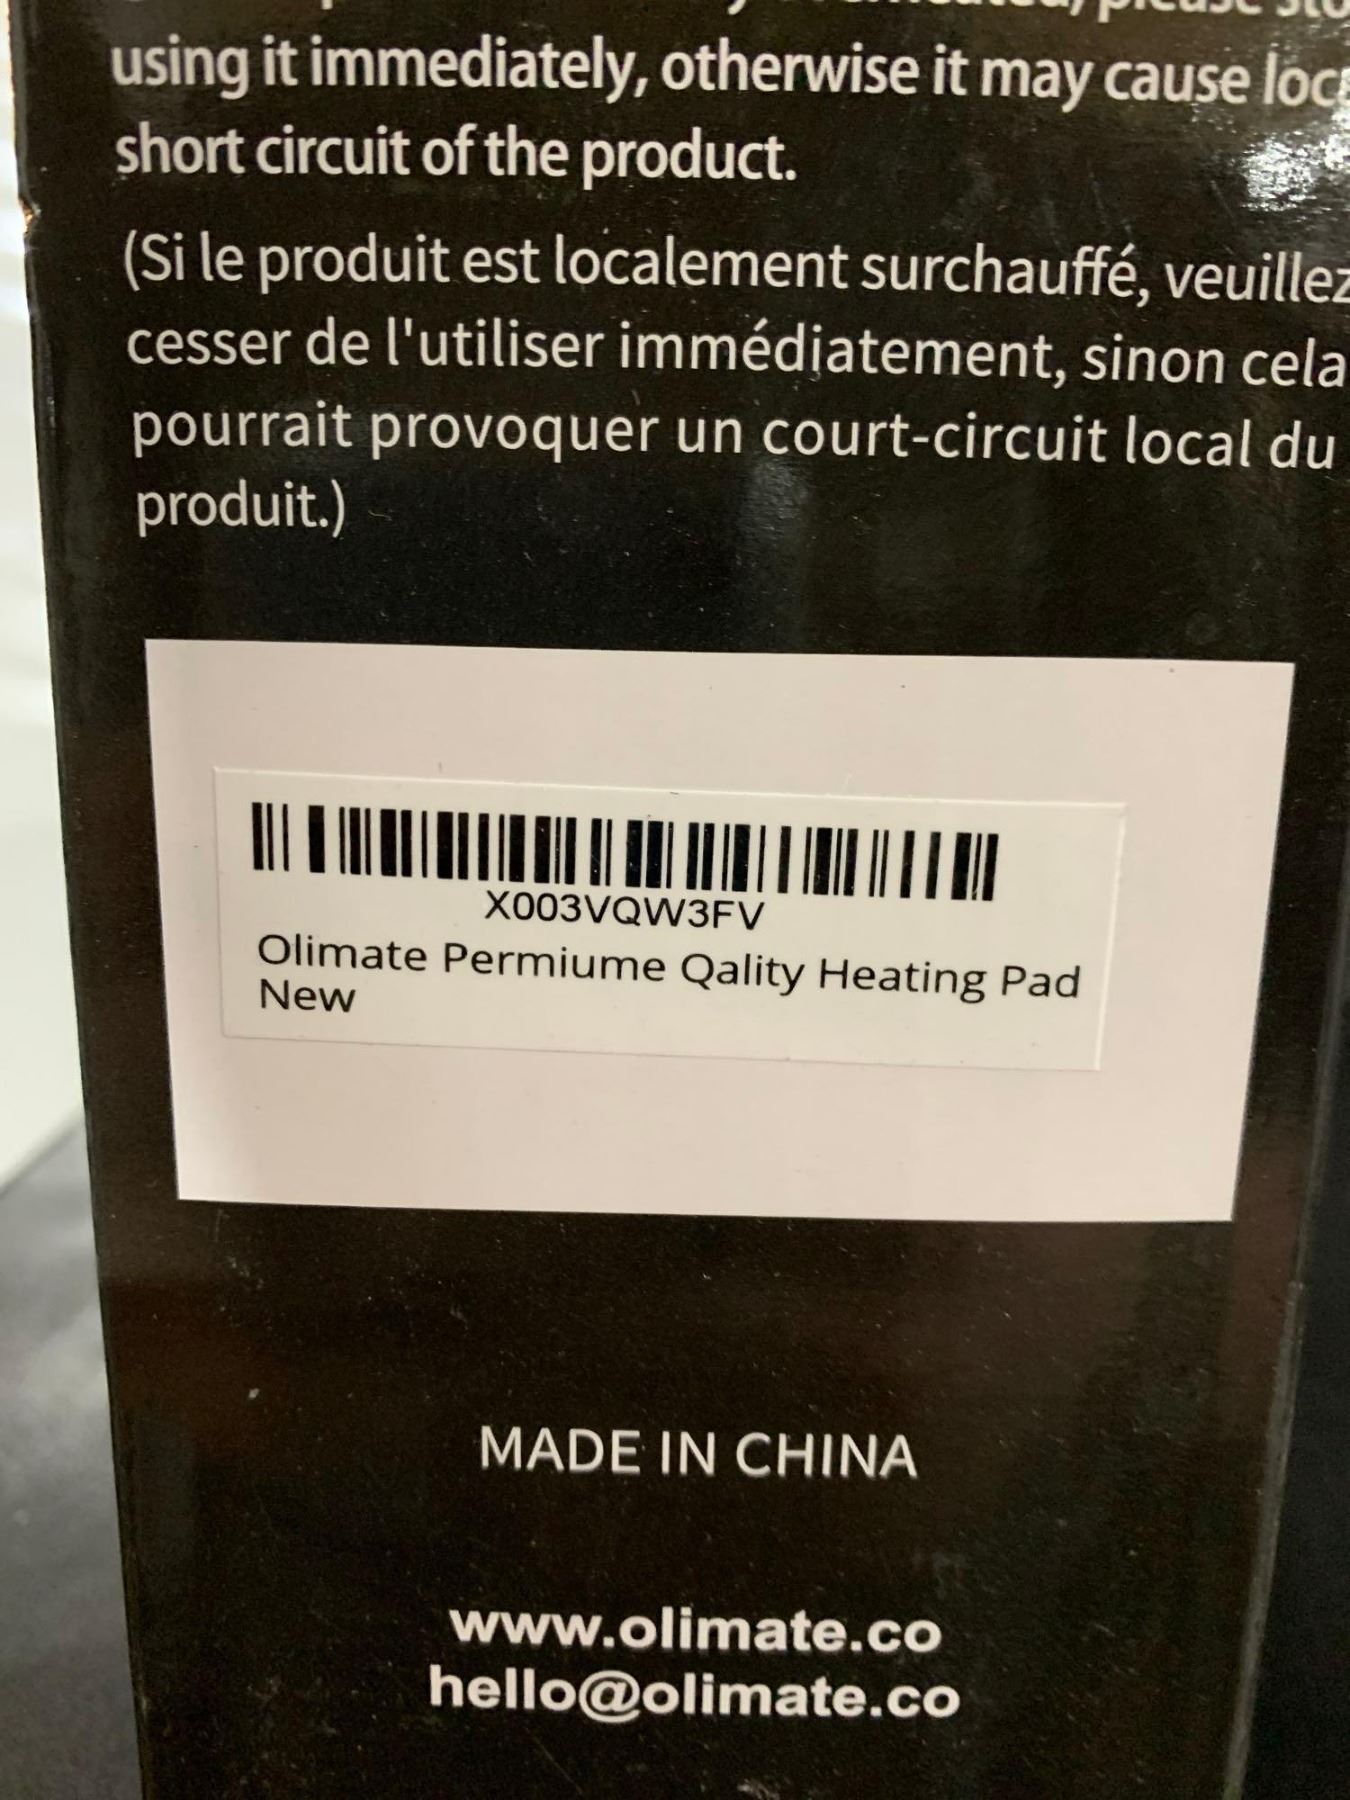 please
using it immediately, otherwise it may cause
short circuit of the product.
(Si le produit est localement surchauffé, veuillez
cesser de l'utiliser immédiatement, sinon cela
pourrait provoquer un court-circuit local du
produit.)
X003VQW3FV
Olimate Permiume Qality Heating Pad
New
MADE IN CHINA
www.olimate.co
hello@olimate.co